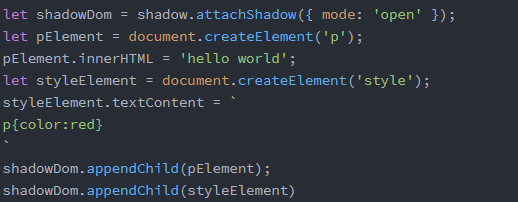 let shadowDom = shadow.attachShadow({ mode: 'open' });
let pElement = document.createElement('p');
pElement.innerHTML = 'hello world';
let styleElement = document.createElement('style');
styleElement.textContent = `
p{color:red}
`
shadowDom.appendChild(pElement);
shadowDom.appendChild(styleElement)